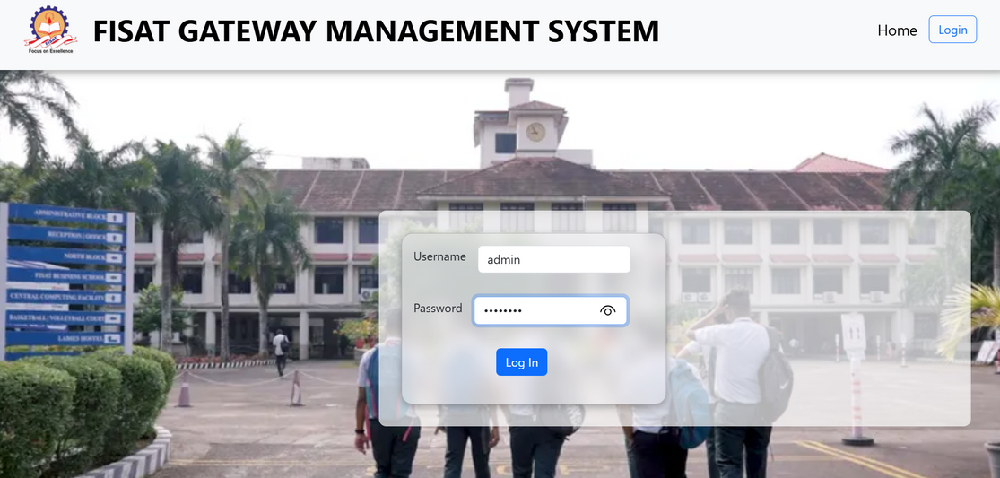 FISAT
Focus on Excellence
FISAT GATEWAY MANAGEMENT SYSTEM
Home
Login
ADMINISTRATIVE BLOCK
RECEPTION / OFFICE
NORTH BLOCK
FISAT BUSINESS SCHOOL
CENTRAL COMPUTING FACILITY
BASKETBALL / VOLLEYBALL COURT
LADIES HOSTEL
Username
admin
Password
••••••••
Log In